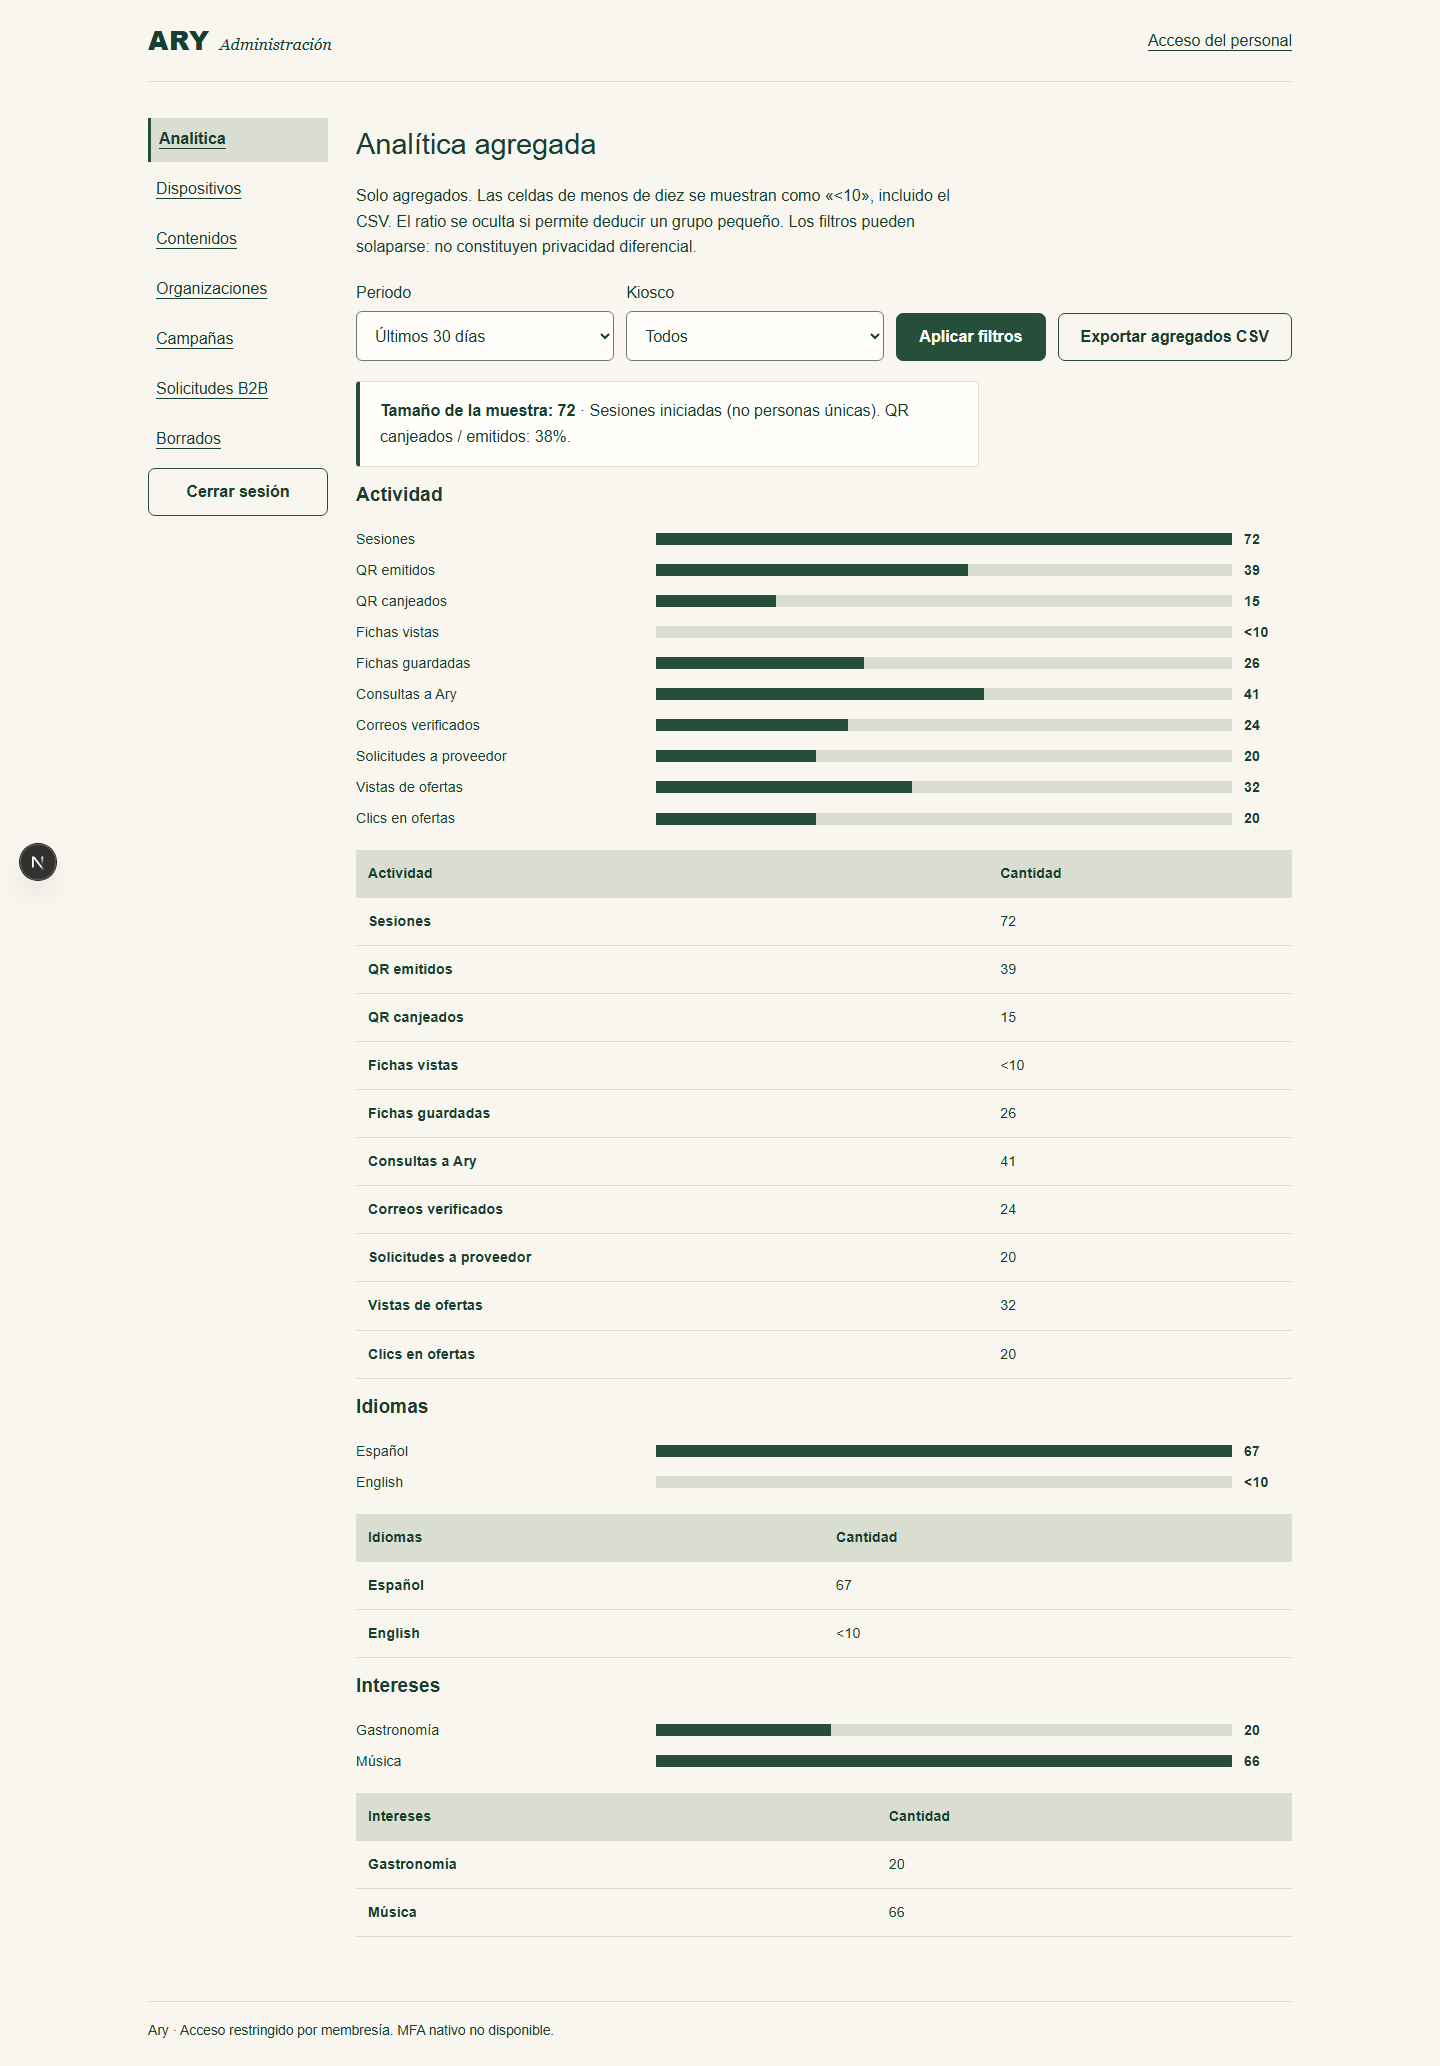 ARY Administración
Acceso del personal
Analítica
Dispositivos
Contenidos
Organizaciones
Campañas
Solicitudes B2B
Borrados
Cerrar sesión
Analítica agregada
Solo agregados. Las celdas de menos de diez se muestran como «<10», incluido el
CSV. El ratio se oculta si permite deducir un grupo pequeño. Los filtros pueden
solaparse: no constituyen privacidad diferencial.
Periodo
Kiosco
Últimos 30 días
Todos
Aplicar filtros
Exportar agregados CSV
Tamaño de la muestra: 72 · Sesiones iniciadas (no personas únicas). QR
canjeados / emitidos: 38%.
Actividad
Sesiones 72
QR emitidos 39
QR canjeados 15
Fichas vistas <10
Fichas guardadas 26
Consultas a Ary 41
Correos verificados 24
Solicitudes a proveedor 20
Vistas de ofertas 32
Clics en ofertas 20
Actividad Cantidad
Sesiones 72
QR emitidos 39
QR canjeados 15
Fichas vistas <10
Fichas guardadas 26
Consultas a Ary 41
Correos verificados 24
Solicitudes a proveedor 20
Vistas de ofertas 32
Clics en ofertas 20
Idiomas
Español 67
English <10
Idiomas Cantidad
Español 67
English <10
Intereses
Gastronomía 20
Música 66
Intereses Cantidad
Gastronomía 20
Música 66
Ary · Acceso restringido por membresía. MFA nativo no disponible.
N